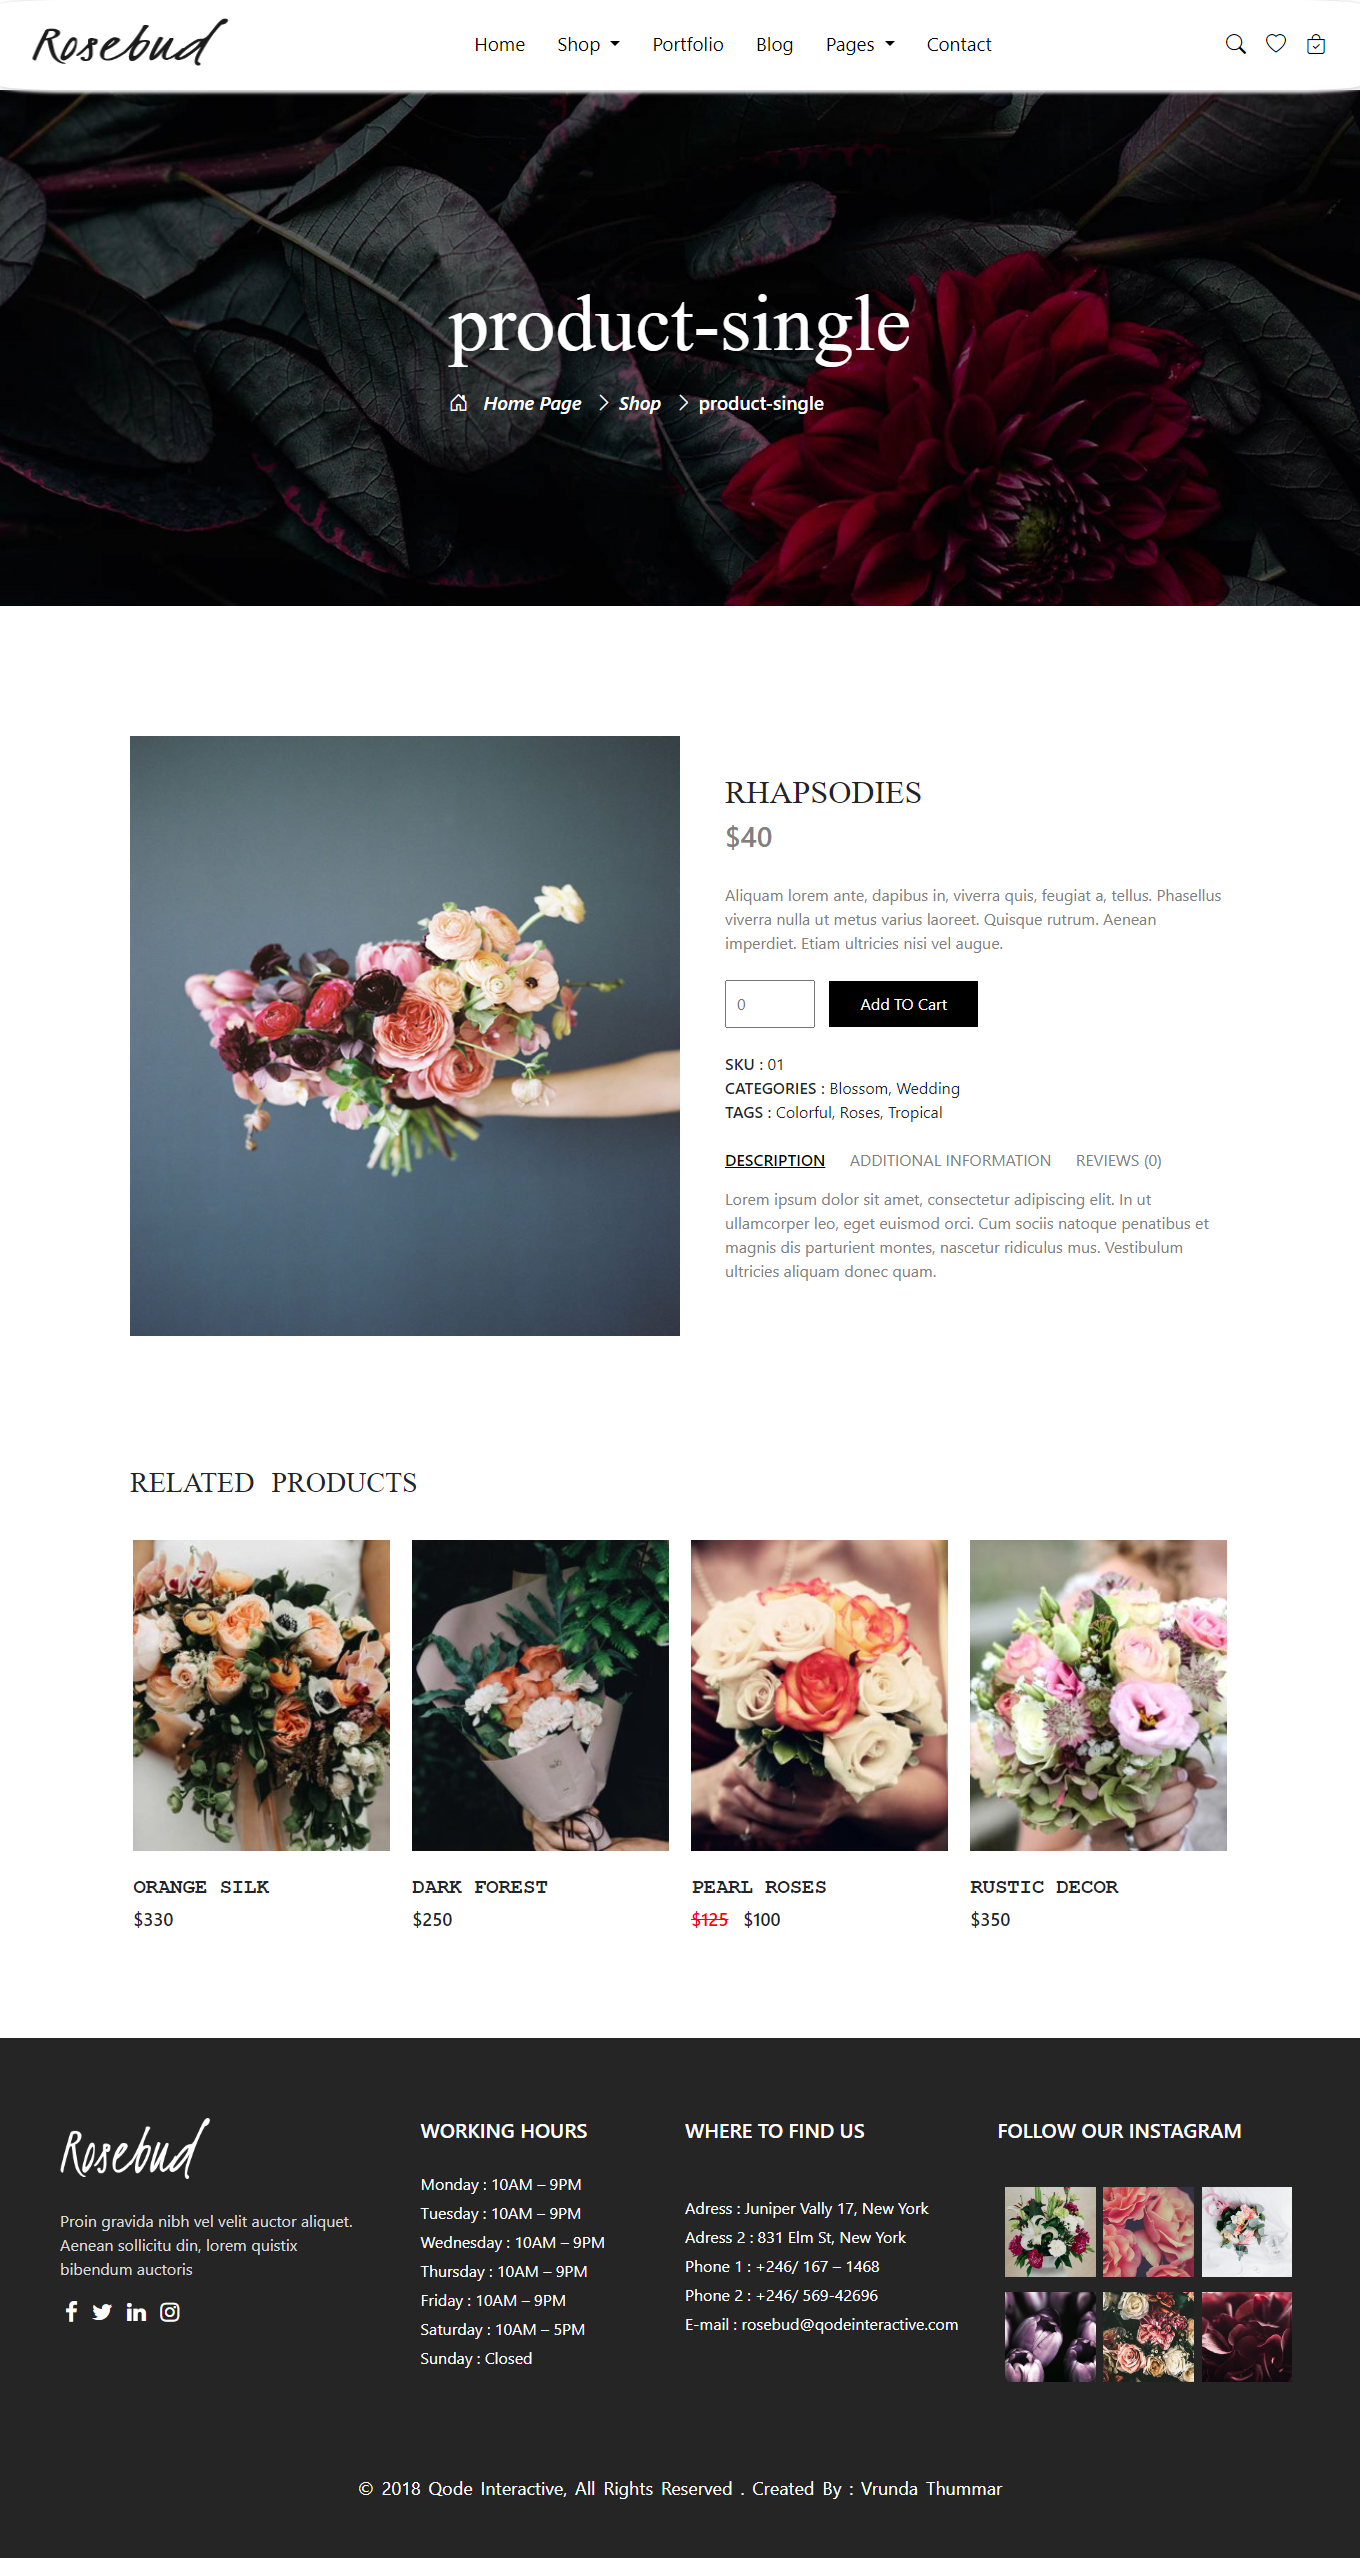 Rosebud
Home Shop Portfolio Blog Pages Contact
product-single
Home Page Shop product-single
RHAPSODIES
$40
Aliquam lorem ante, dapibus in, viverra quis, feugiat a, tellus. Phasellus
viverra nulla ut metus varius laoreet. Quisque rutrum. Aenean
imperdiet. Etiam ultricies nisi vel augue.
0 Add TO Cart
SKU : 01
CATEGORIES : Blossom, Wedding
TAGS : Colorful, Roses, Tropical
DESCRIPTION ADDITIONAL INFORMATION REVIEWS (0)
Lorem ipsum dolor sit amet, consectetur adipiscing elit. In ut
ullamcorper leo, eget euismod orci. Cum sociis natoque penatibus et
magnis dis parturient montes, nascetur ridiculus mus. Vestibulum
ultricies aliquam donec quam.
RELATED PRODUCTS
ORANGE SILK
$330
DARK FOREST
$250
PEARL ROSES
$125 $100
RUSTIC DECOR
$350
Rosebud
Proin gravida nibh vel velit auctor aliquet.
Aenean sollicitu din, lorem quistix
bibendum auctoris
WORKING HOURS
Monday : 10AM – 9PM
Tuesday : 10AM – 9PM
Wednesday : 10AM – 9PM
Thursday : 10AM – 9PM
Friday : 10AM – 9PM
Saturday : 10AM – 5PM
Sunday : Closed
WHERE TO FIND US
Adress : Juniper Vally 17, New York
Adress 2 : 831 Elm St, New York
Phone 1 : +246/ 167 – 1468
Phone 2 : +246/ 569-42696
E-mail : rosebud@qodeinteractive.com
FOLLOW OUR INSTAGRAM
© 2018 Qode Interactive, All Rights Reserved . Created By : Vrunda Thummar